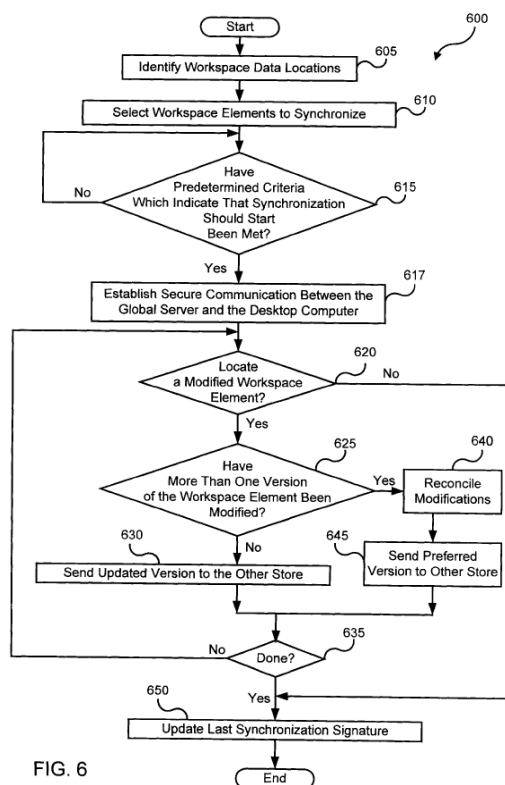 Start
600
605
Identify Workspace Data Locations
610
Select Workspace Elements to Synchronize
Have
Predetermined Criteria
Which Indicate That Synchronization
Should Start
Been Met?
615
No
Yes
617
Establish Secure Communication Between the
Global Server and the Desktop Computer
620
Locate
a Modified Workspace
Element?
No
Yes
625
Have
More Than One Version
of the Workspace Element Been
Modified?
Yes
640
Reconcile
Modifications
No
630
Send Updated Version to the Other Store
645
Send Preferred
Version to Other Store
635
Done?
No
Yes
650
Update Last Synchronization Signature
End
FIG. 6